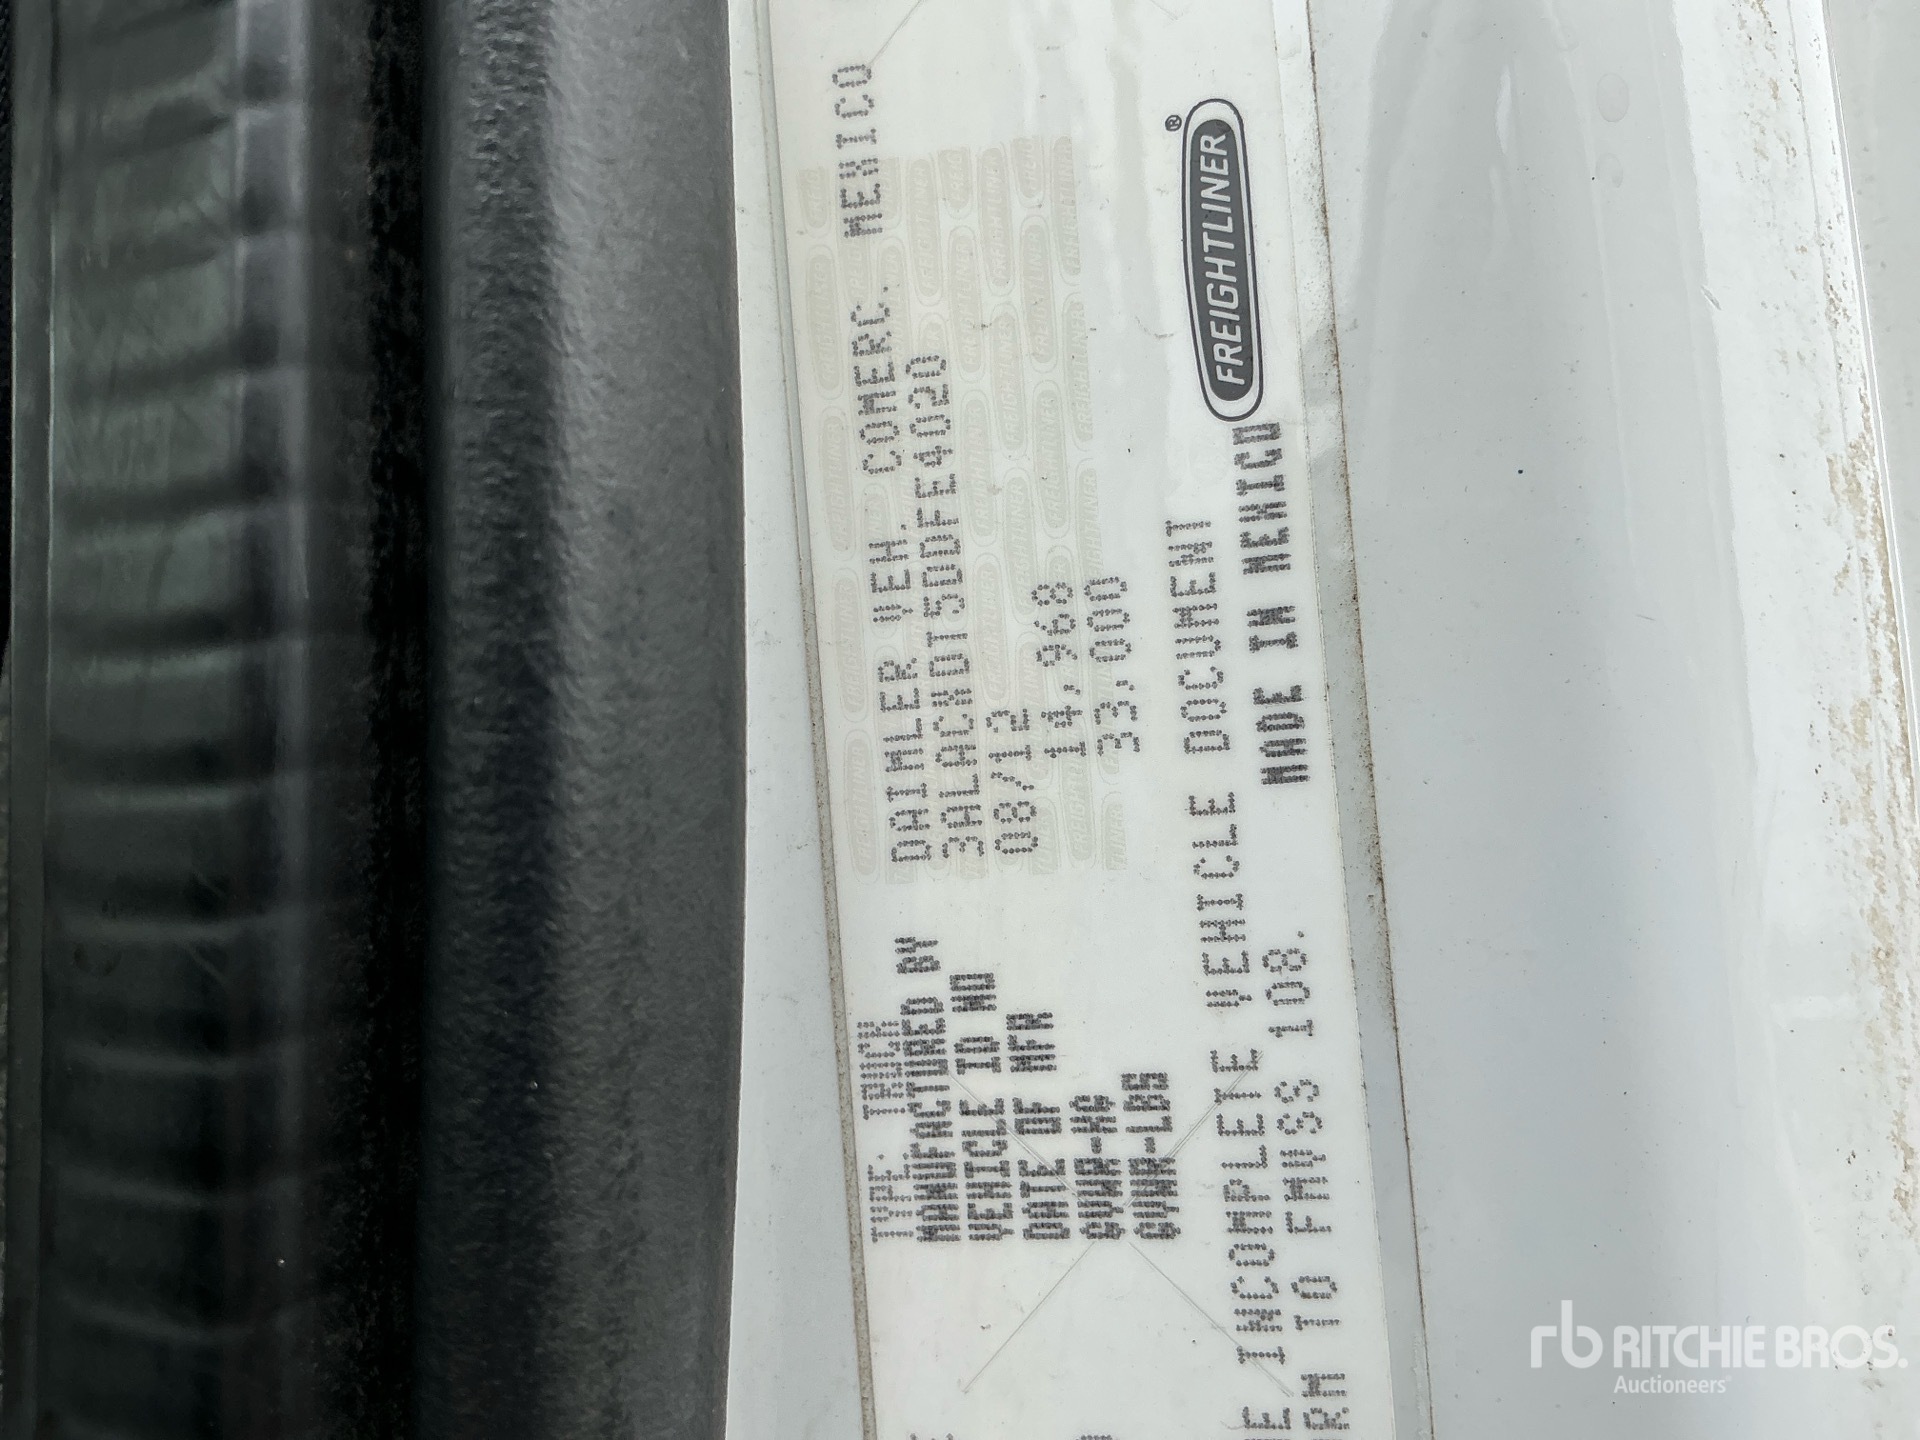 TYPE: TRUCK
MANUFACTURED BY DAIMLER VEH. COMERC. MEXICO
VEHICLE ID NO 3ALACWDT5DDFE4020
DATE OF MFR 08/12
GVWR-KG 14,968
GVWR-LBS 33,000
INCOMPLETE VEHICLE DOCUMENT
TO FMVSS 108.
MADE IN MEXICO
FREIGHTLINER®
rb RITCHIE BROS.
Auctioneers